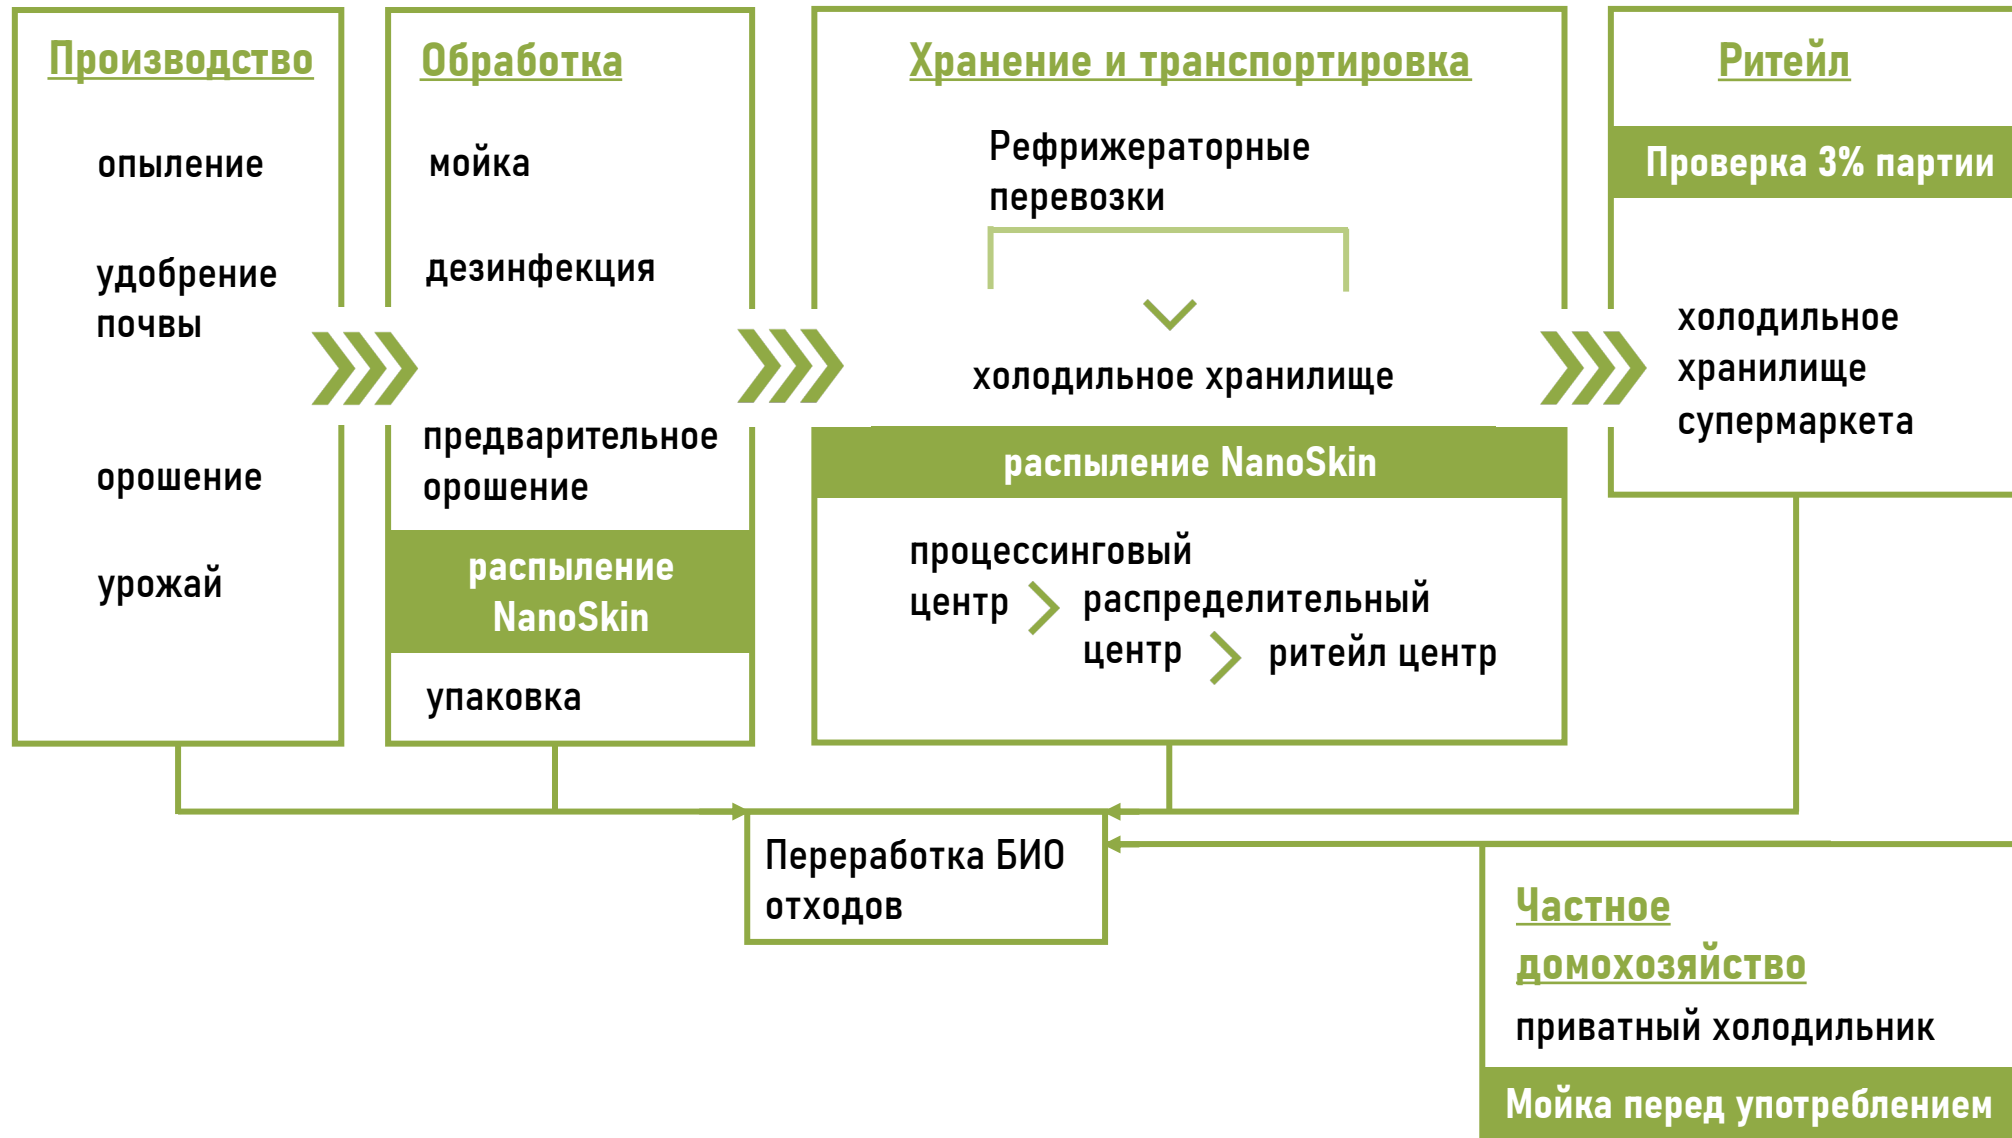 Производство
опыление
удобрение
почвы
орошение
урожай
Обработка
мойка
дезинфекция
предварительное
орошение
распыление
NanoSkin
упаковка
Хранение и транспортировка
Рефрижераторные
перевозки
холодильное хранилище
распыление NanoSkin
процессинговый
центр
распределительный
центр
ритейл центр
Ритейл
Проверка 3% партии
холодильное
хранилище
супермаркета
Переработка БИО
отходов
Частное
домохозяйство
приватный холодильник
Мойка перед употреблением